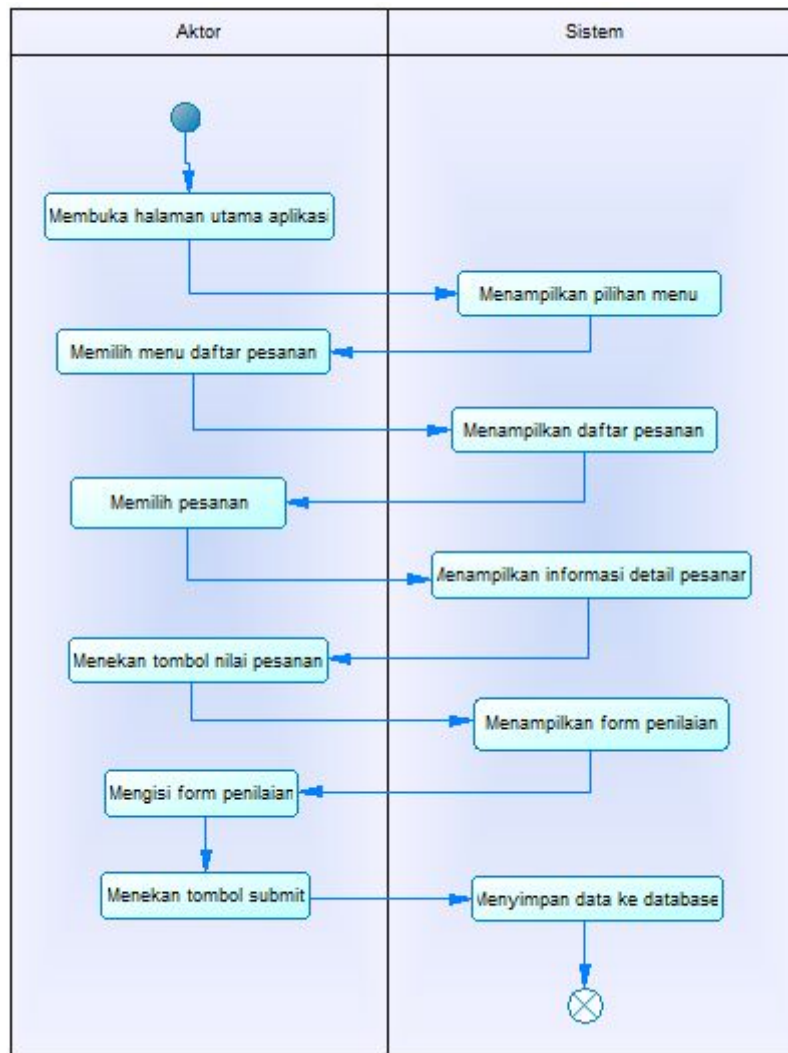 Aktor
Sistem
Membuka halaman utama aplikasi
Menampilkan pilihan menu
Memilih menu daftar pesanan
Menampilkan daftar pesanan
Memilih pesanan
Menampilkan informasi detail pesanan
Menekan tombol nilai pesanan
Menampilkan form penilaian
Mengisi form penilaian
Menekan tombol submit
Menyimpan data ke database